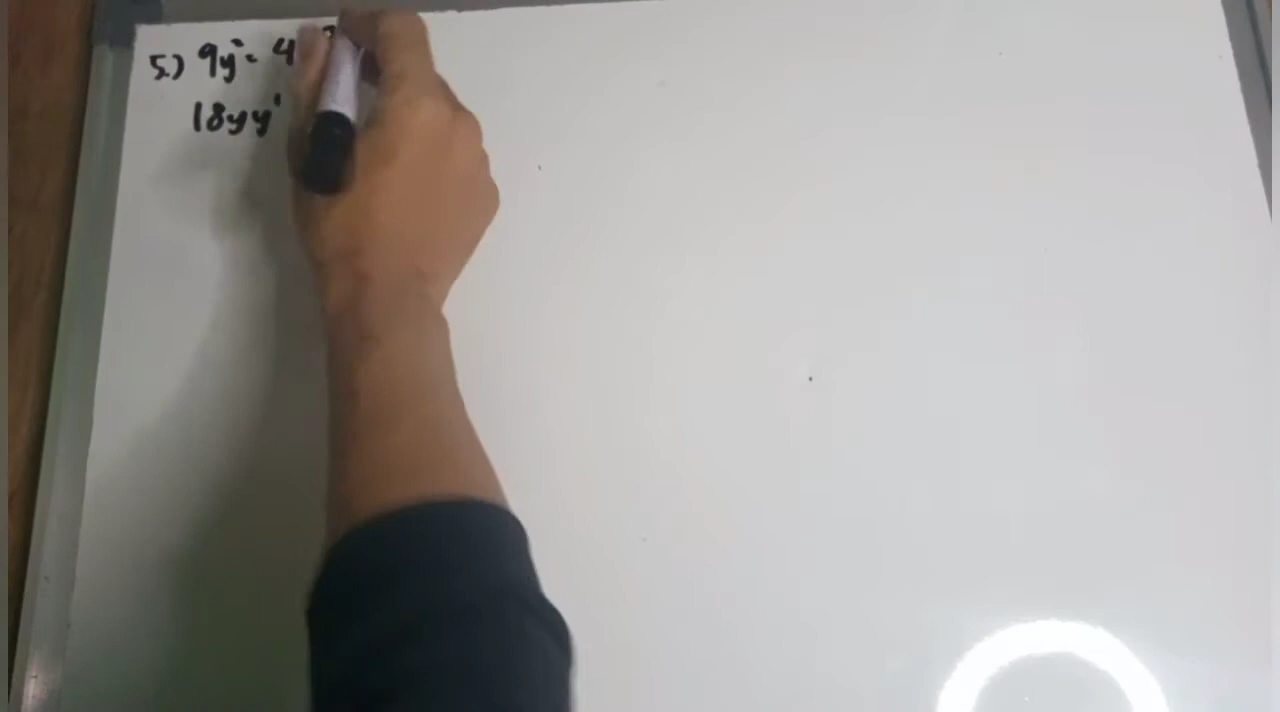 5.) 9y² = 4
18yy'